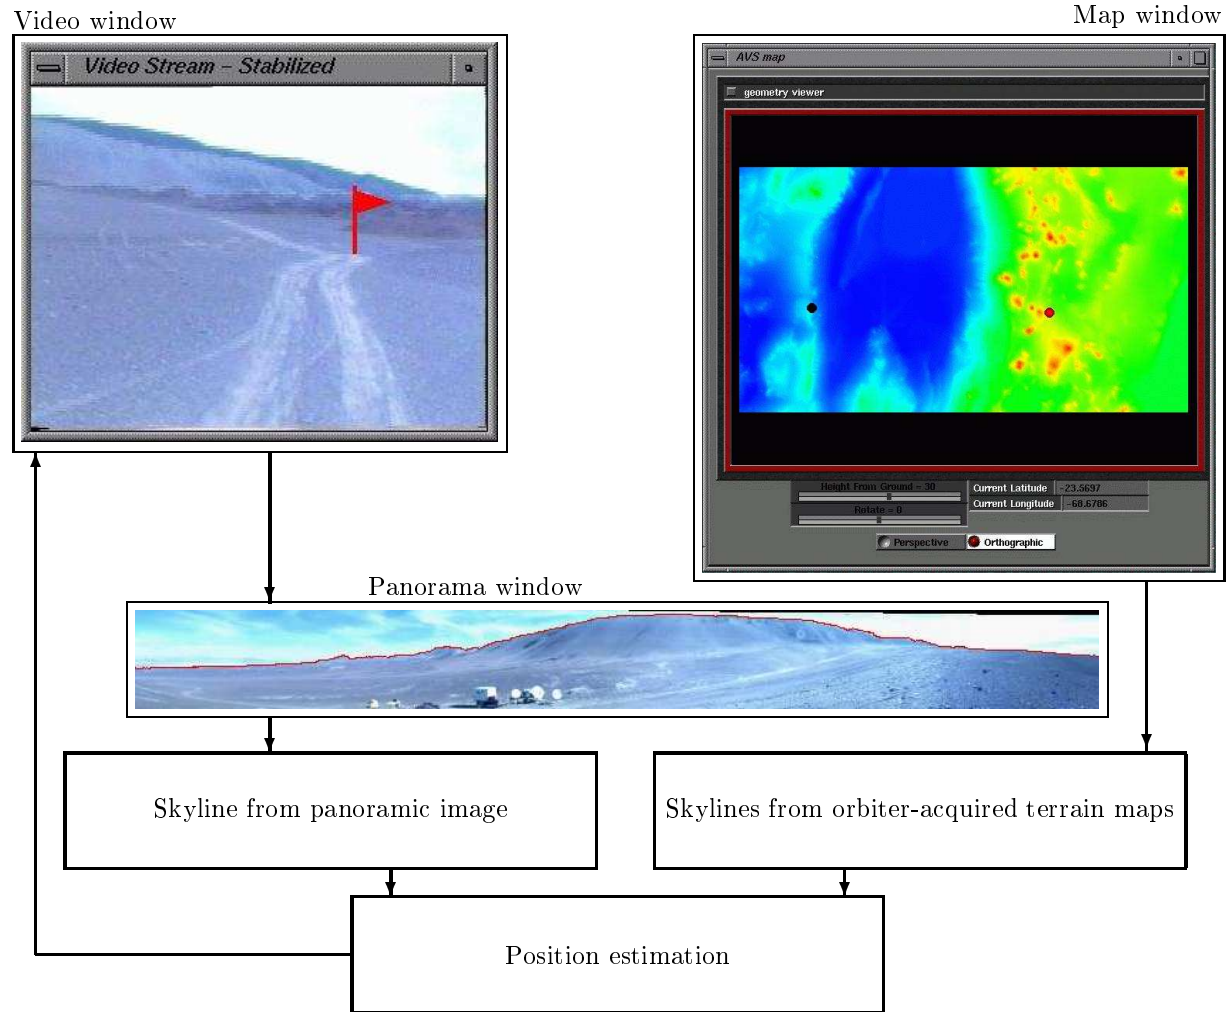 Video window
Map window
Video Stream – Stabilized
AVS map
geometry viewer
Height From Ground = 30
Rotate = 0
Current Latitude -23.5697
Current Longitude -68.6786
Perspective
Orthographic
Panorama window
Skyline from panoramic image
Skylines from orbiter-acquired terrain maps
Position estimation